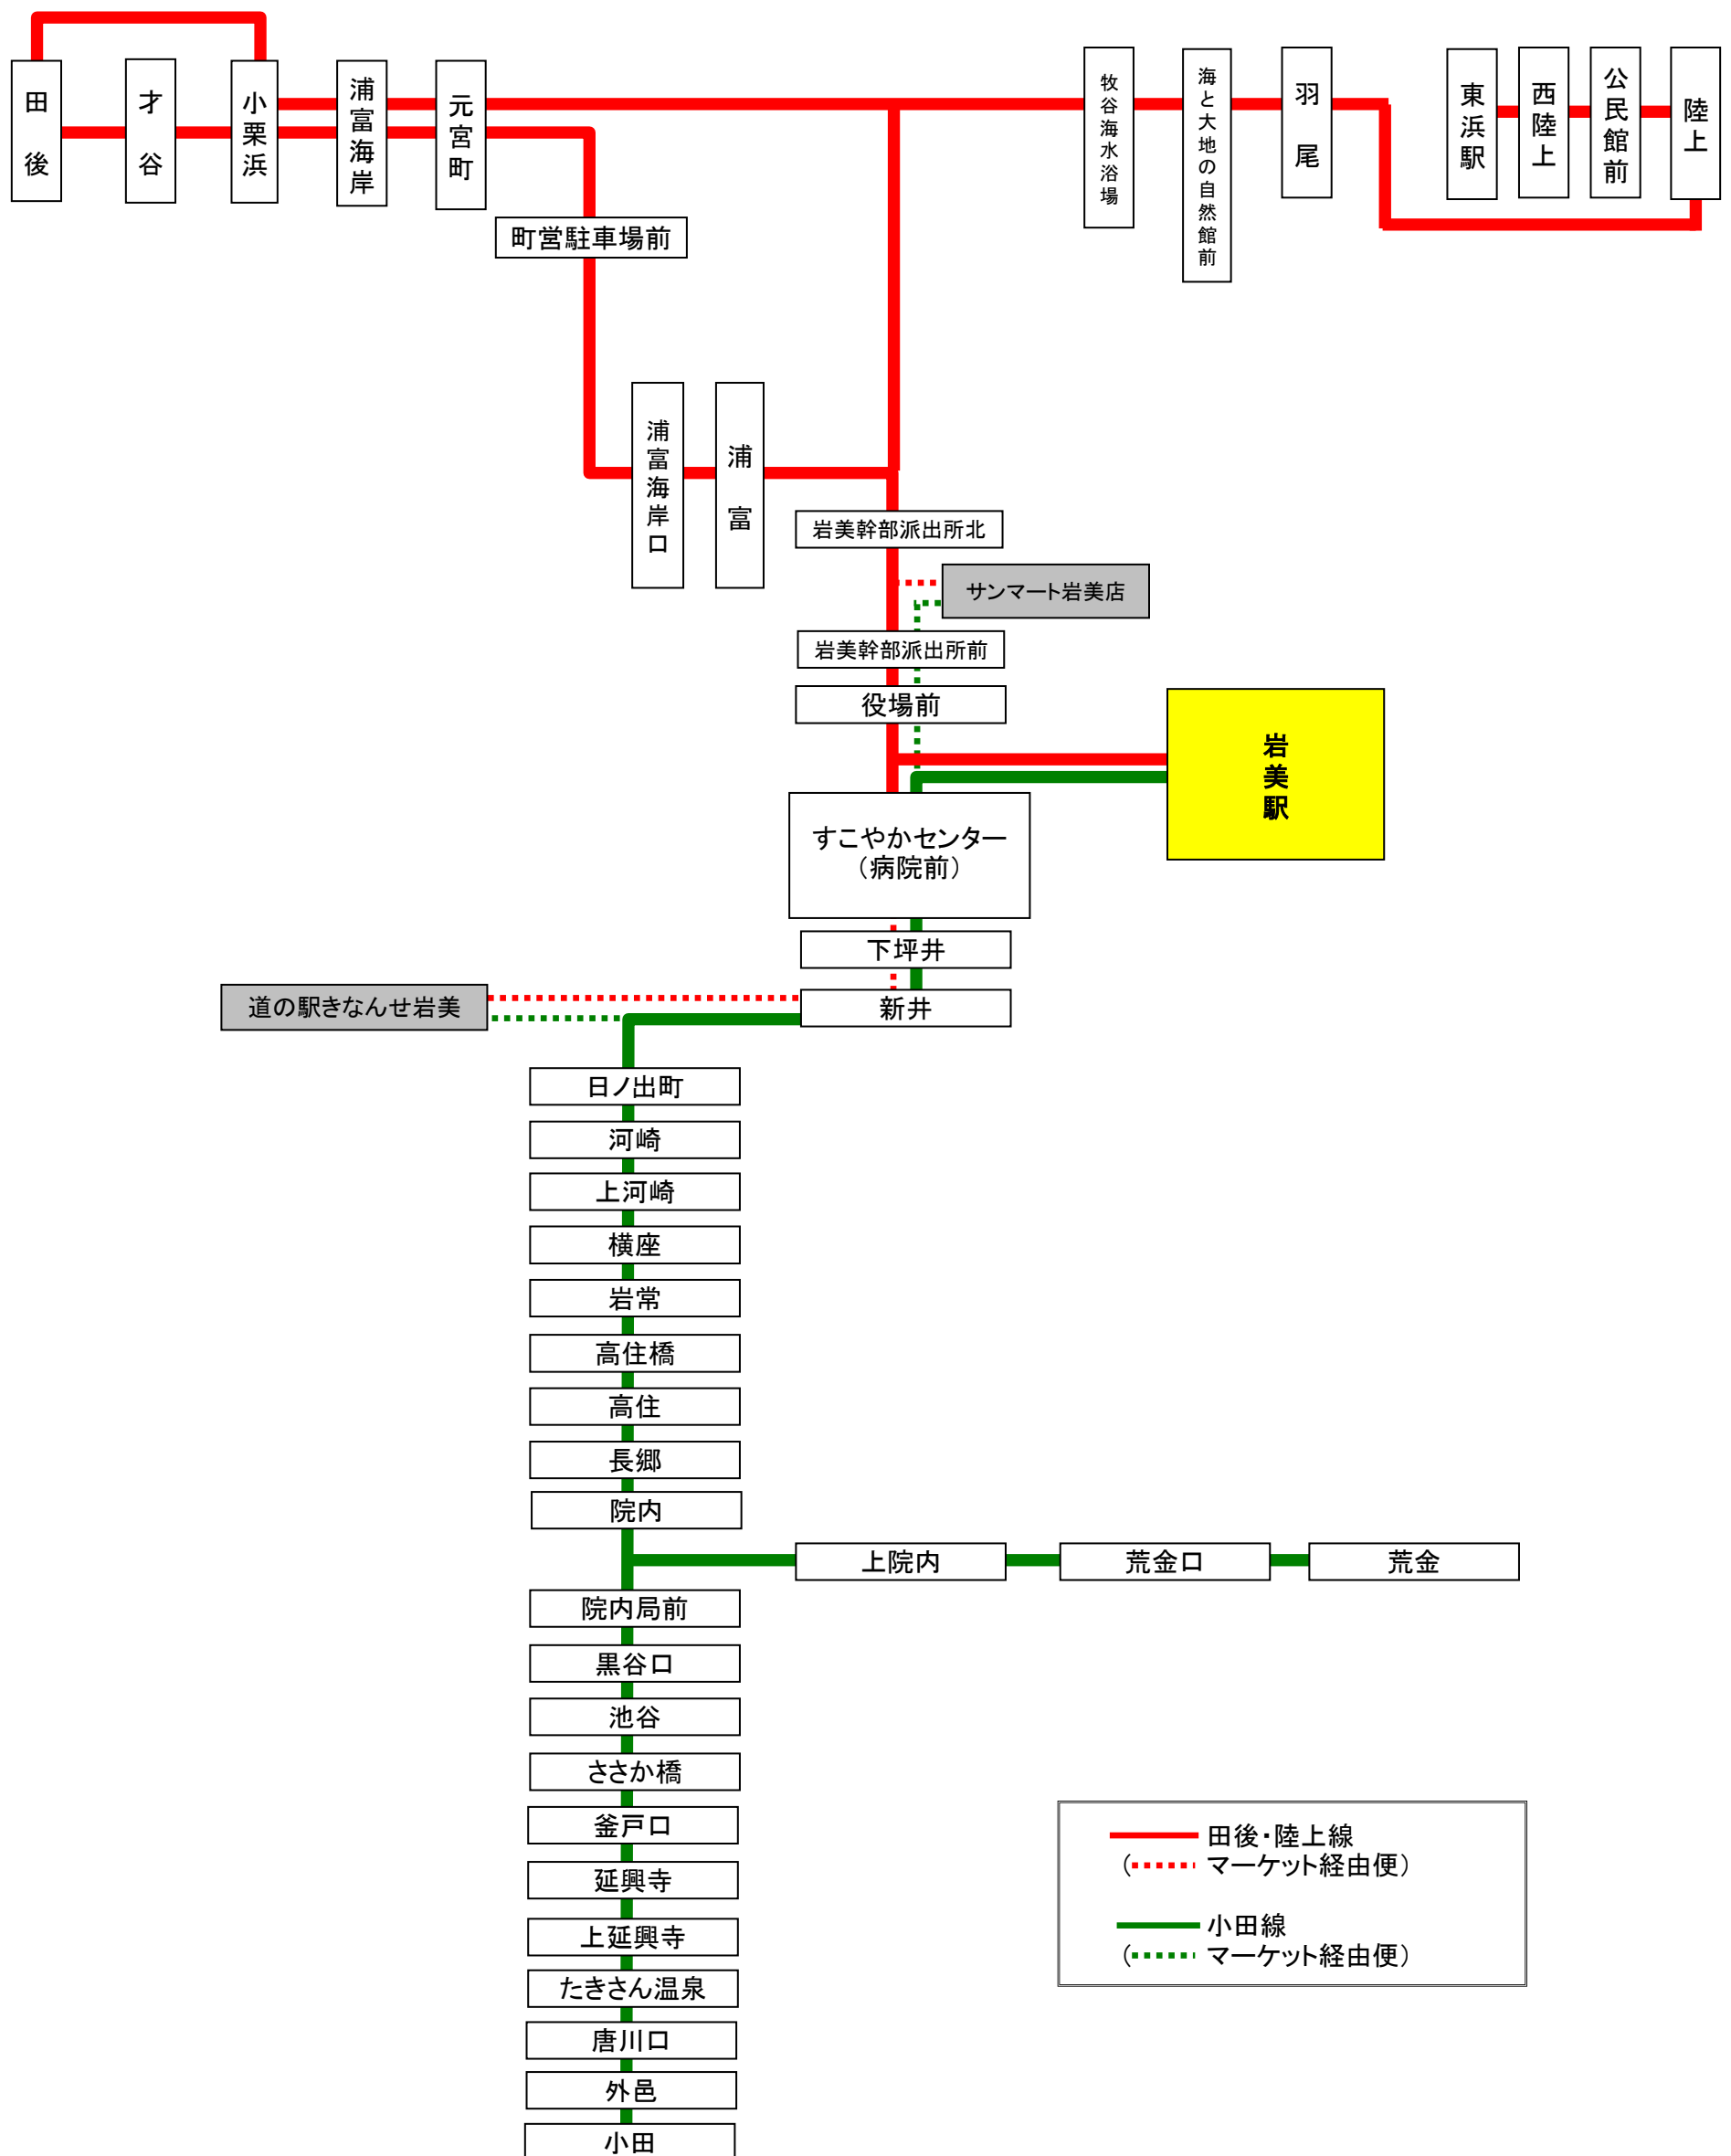 田後
才谷
小栗浜
浦富海岸
元宮町
牧谷海水浴場
海と大地の自然館前
羽尾
東浜駅
西陸上
公民館前
陸上
町営駐車場前
浦富海岸口
浦富
岩美幹部派出所北
サンマート岩美店
岩美幹部派出所前
役場前
岩美駅
すこやかセンター
（病院前）
下坪井
新井
道の駅きなんせ岩美
日ノ出町
河崎
上河崎
横座
岩常
高住橋
高住
長郷
院内
上院内
荒金口
荒金
院内局前
黒谷口
池谷
ささか橋
釜戸口
延興寺
上延興寺
たきさん温泉
唐川口
外邑
小田
田後・陸上線
（ マーケット経由便）
小田線
（ マーケット経由便）